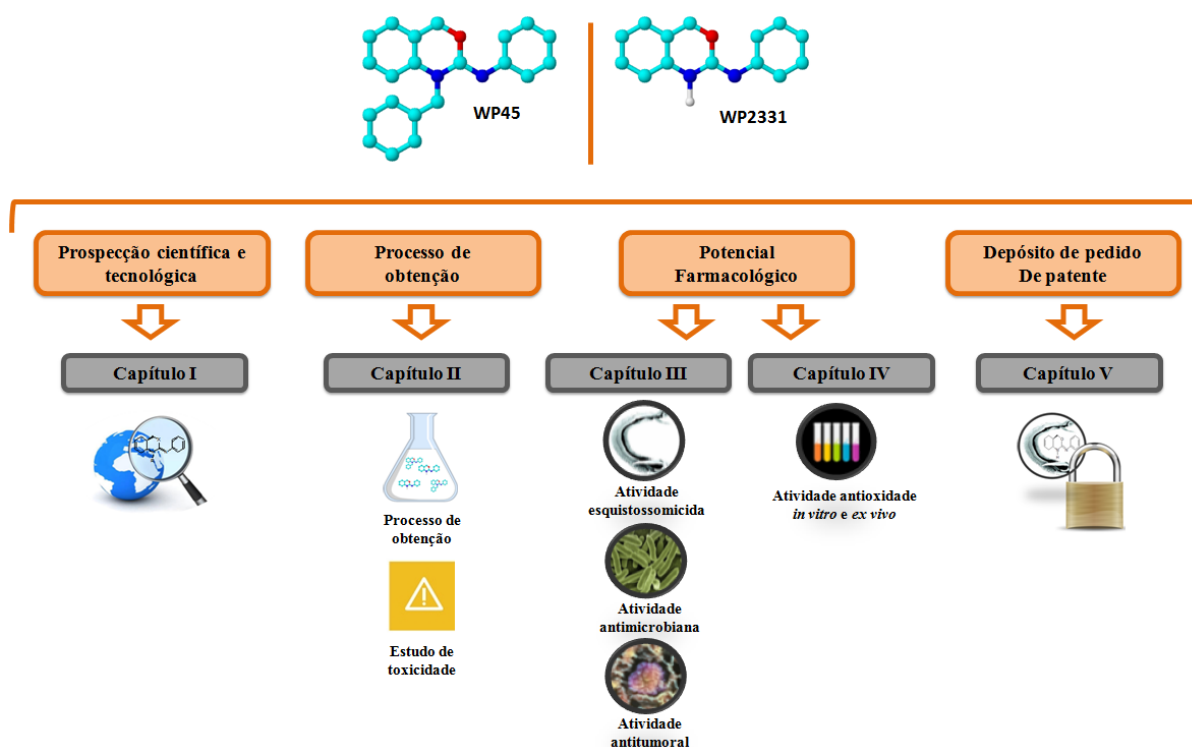 WP45
WP2331
Prospecção científica e
tecnológica
Processo de
obtenção
Potencial
Farmacológico
Depósito de pedido
De patente
Capítulo I
Capítulo II
Capítulo III
Capítulo IV
Capítulo V
Processo de
obtenção
Estudo de
toxicidade
Atividade
esquistossomicida
Atividade
antimicrobiana
Atividade
antitumoral
Atividade antioxidade
in vitro e ex vivo